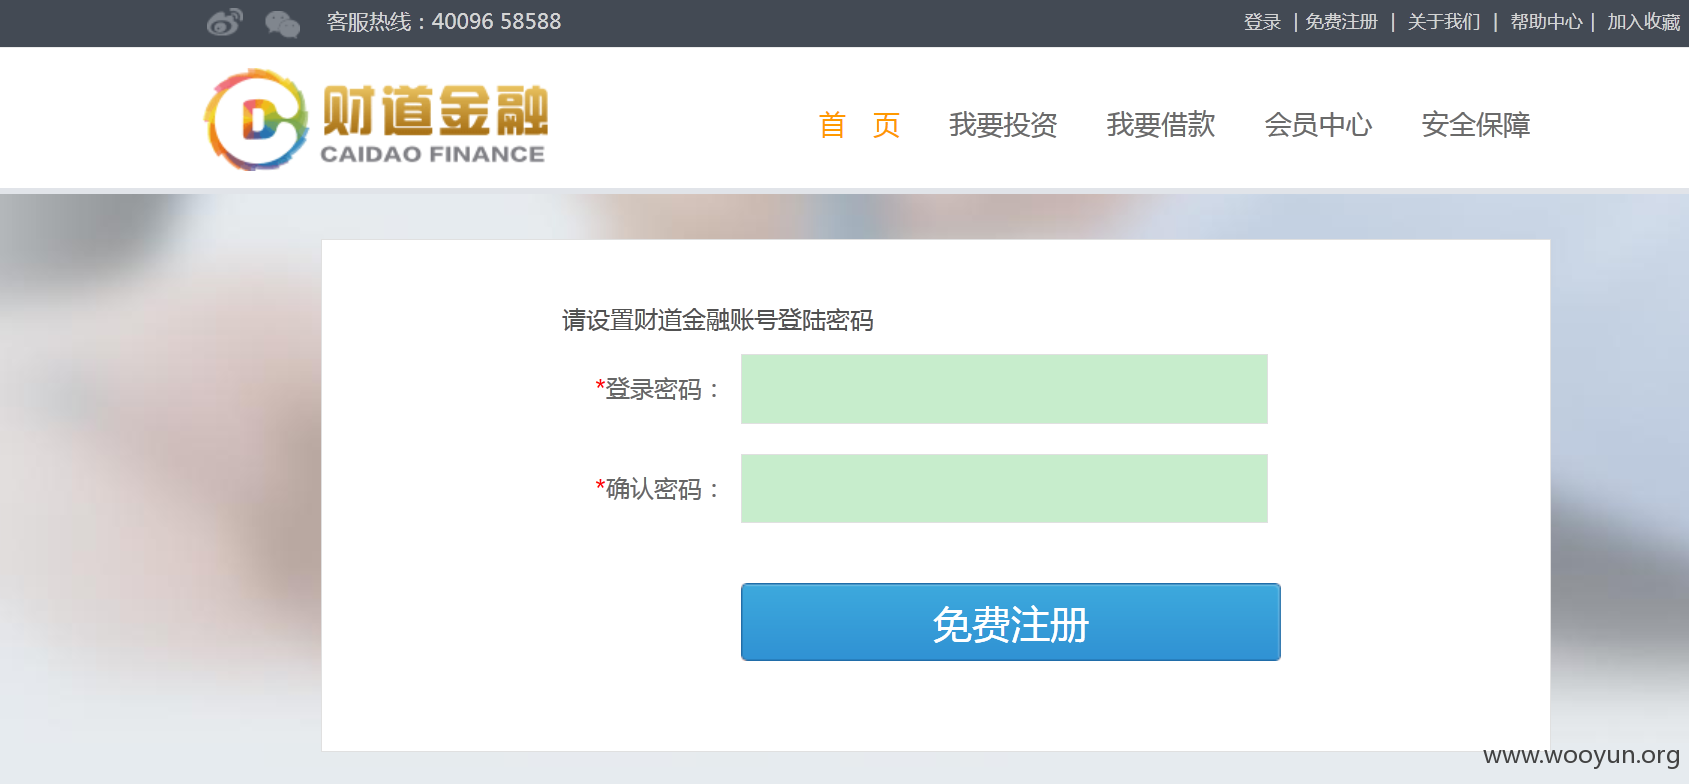 客服热线：40096 58588
登录 | 免费注册 | 关于我们 | 帮助中心 | 加入收藏
财道金融
CAIDAO FINANCE
首 页 我要投资 我要借款 会员中心 安全保障
请设置财道金融账号登陆密码
*登录密码：
*确认密码：
免费注册
www.wooyun.org